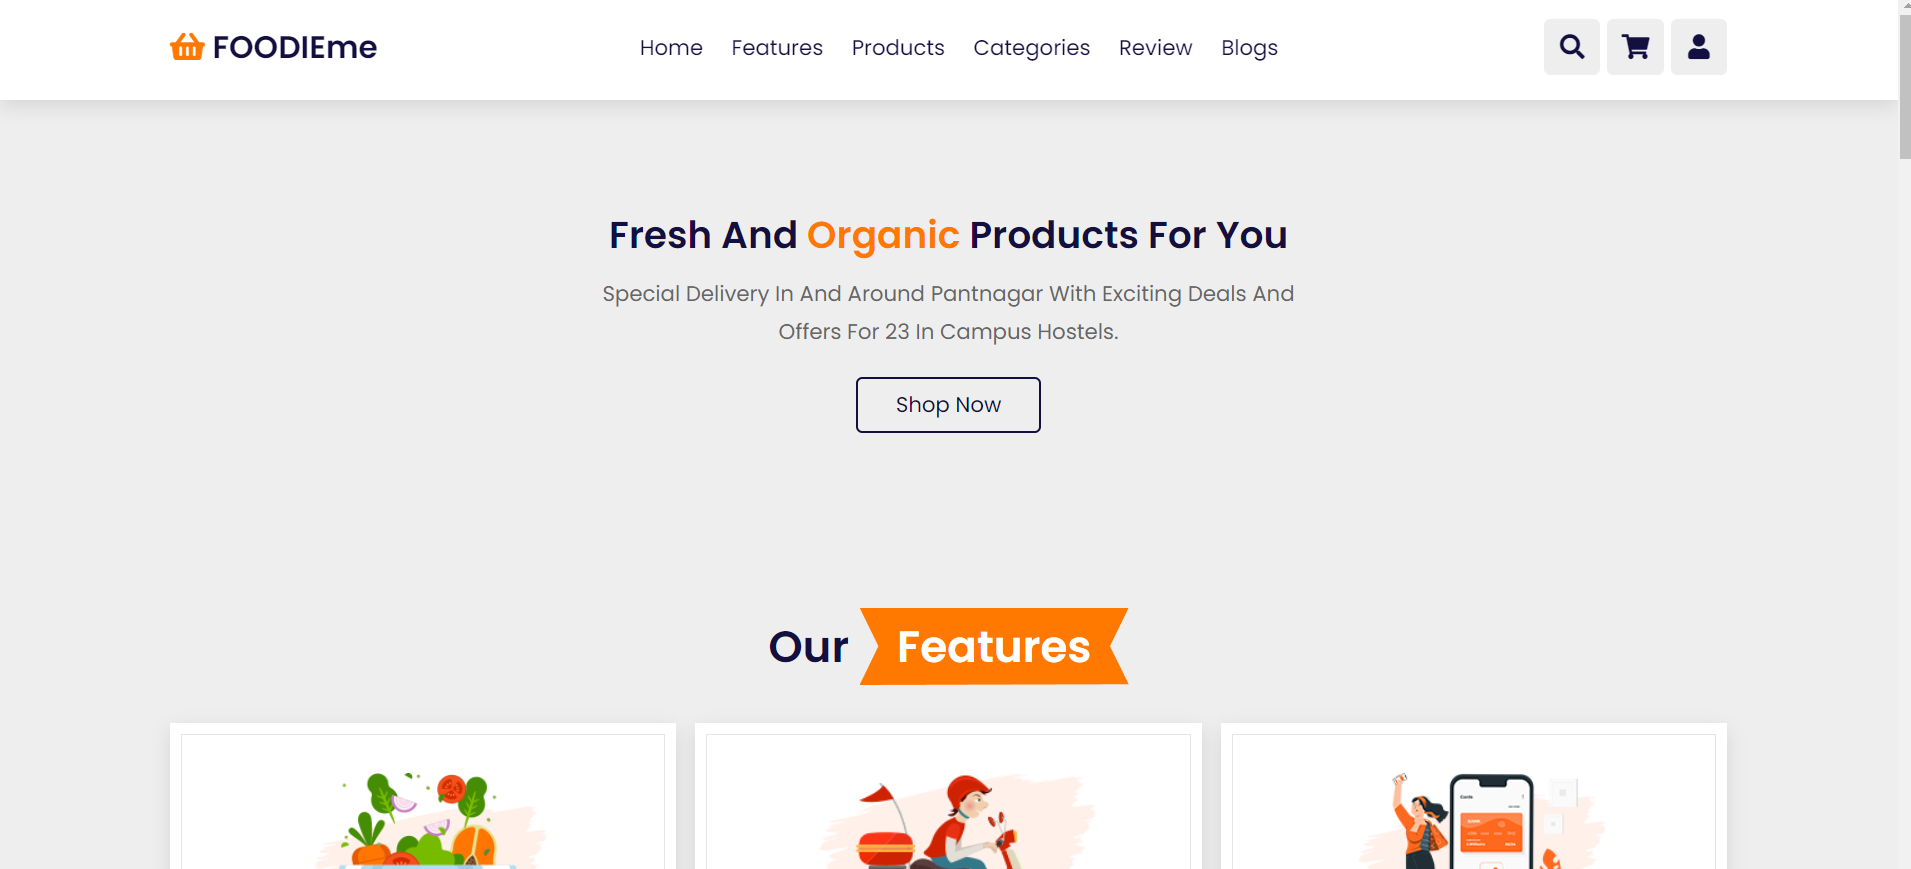 FOODIEme
Home Features Products Categories Review Blogs
Fresh And Organic Products For You
Special Delivery In And Around Pantnagar With Exciting Deals And
Offers For 23 In Campus Hostels.
Shop Now
Our Features